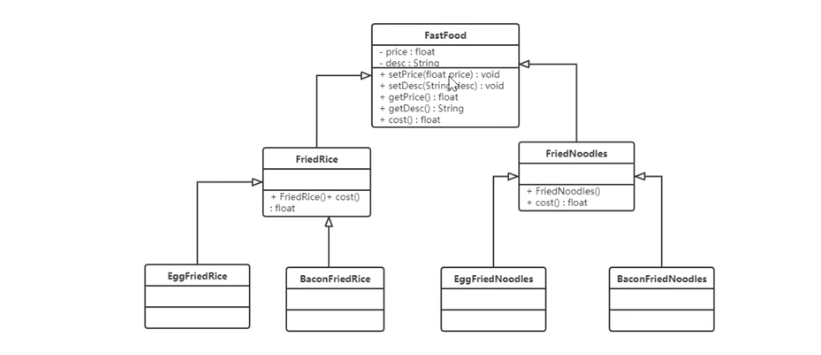 FastFood
- price : float
- desc : String
+ setPrice(float price) : void
+ setDesc(String desc) : void
+ getPrice() : float
+ getDesc() : String
+ cost() : float
FriedRice
+ FriedRice()+ cost()
: float
FriedNoodles
+ FriedNoodles()
+ cost() : float
EggFriedRice
BaconFriedRice
EggFriedNoodles
BaconFriedNoodles